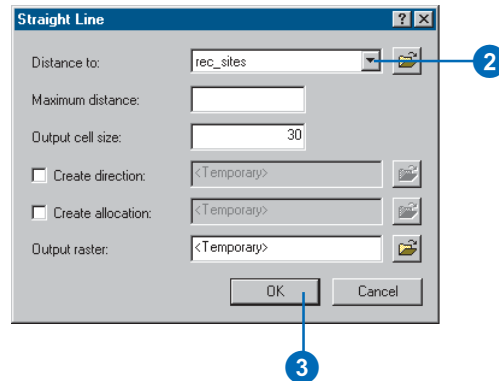 Straight Line ? ×
Distance to: rec_sites
2
Maximum distance:
Output cell size: 30
Create direction: <Temporary>
Create allocation: <Temporary>
Output raster: <Temporary>
OK Cancel
3